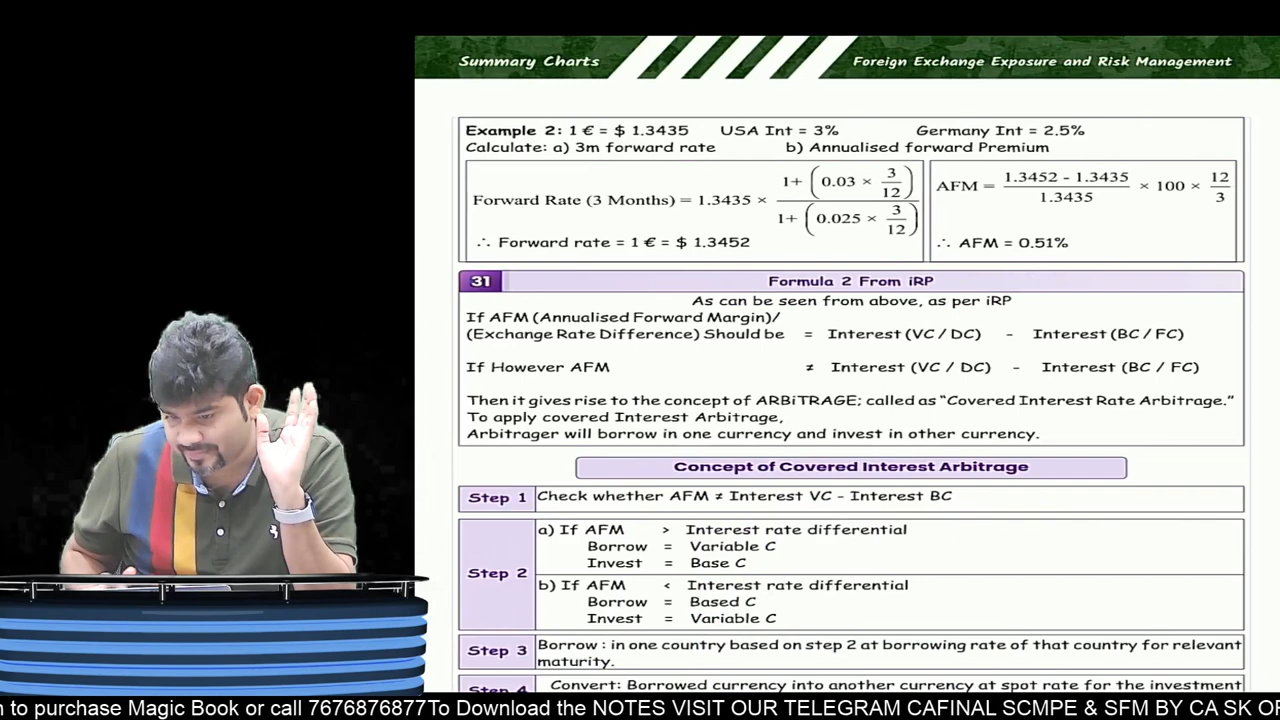 Summary Charts
Foreign Exchange Exposure and Risk Management
Example 2: 1 € = $ 1.3435 USA Int = 3% Germany Int = 2.5%
Calculate: a) 3m forward rate b) Annualised forward Premium
Forward Rate (3 Months) = 1.3435 × 1+ (0.03 × 3/12) / 1+ (0.025 × 3/12)
∴ Forward rate = 1 € = $ 1.3452
AFM = 1.3452 - 1.3435 / 1.3435 × 100 × 12/3
∴ AFM = 0.51%
31 Formula 2 From iRP
As can be seen from above, as per iRP
If AFM (Annualised Forward Margin)/
(Exchange Rate Difference) Should be = Interest (VC / DC) - Interest (BC / FC)
If However AFM ≠ Interest (VC / DC) - Interest (BC / FC)
Then it gives rise to the concept of ARBiTRAGE; called as “Covered Interest Rate Arbitrage.”
To apply covered Interest Arbitrage,
Arbitrager will borrow in one currency and invest in other currency.
Concept of Covered Interest Arbitrage
Step 1 Check whether AFM ≠ Interest VC - Interest BC
Step 2
a) If AFM > Interest rate differential
Borrow = Variable C
Invest = Base C
b) If AFM < Interest rate differential
Borrow = Based C
Invest = Variable C
Step 3 Borrow : in one country based on step 2 at borrowing rate of that country for relevant
maturity.
Step 4 Convert: Borrowed currency into another currency at spot rate for the investment
to purchase Magic Book or call 7676876877To Download the NOTES VISIT OUR TELEGRAM CAFINAL SCMPE & SFM BY CA SK